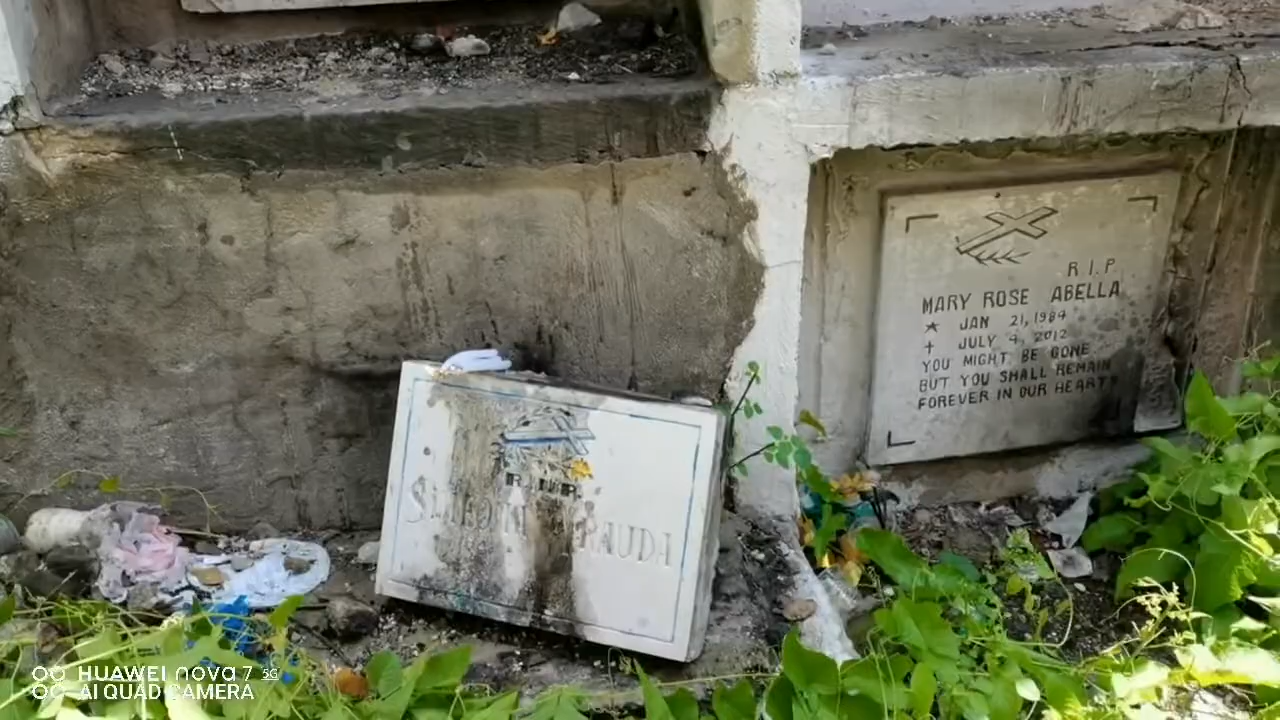 R.I.P.
MARY ROSE ABELLA
JAN 21, 1984
JULY 4, 2012
YOU MIGHT BE GONE
BUT YOU SHALL REMAIN
FOREVER IN OUR HEART
HUAWEI nova 7 5G
AI QUAD CAMERA